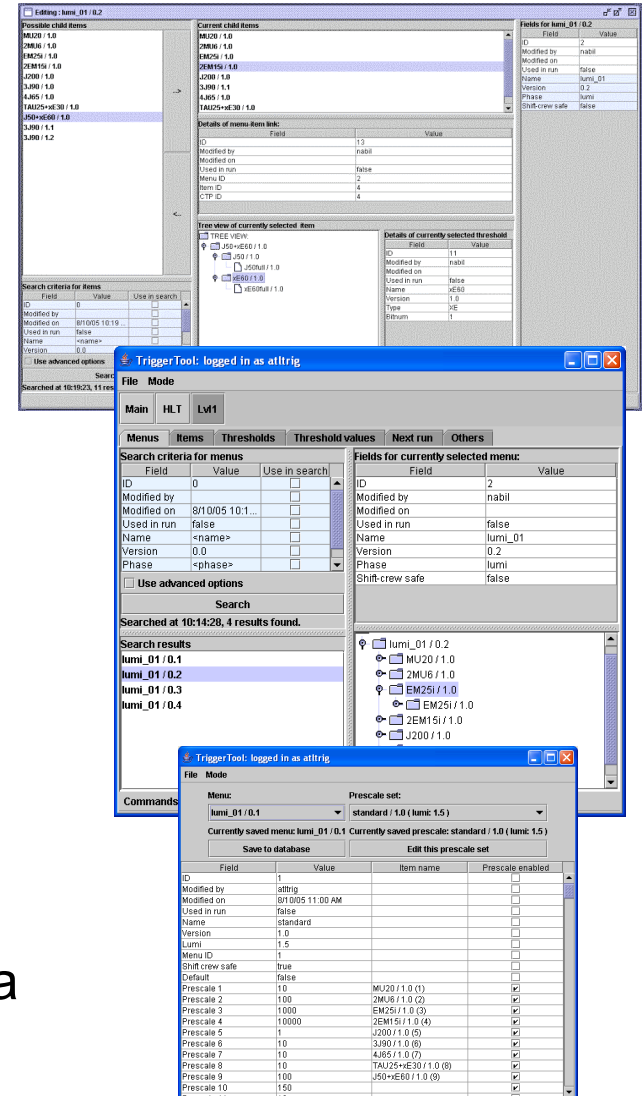 Editing : lumi_01 / 0.2
Possible child items
MU20 / 1.0
2MU6 / 1.0
EM25i / 1.0
2EM15i / 1.0
J200 / 1.0
3J90 / 1.0
4J65 / 1.0
TAU25+xE30 / 1.0
J50+xE60 / 1.0
3J90 / 1.1
3J90 / 1.2
-->
<--
Current child items
MU20 / 1.0
2MU6 / 1.0
EM25i / 1.0
2EM15i / 1.0
J200 / 1.0
3J90 / 1.1
4J65 / 1.0
TAU25+xE30 / 1.0
Details of menu-item link:
Field Value
ID 13
Modified by nabil
Modified on
Used in run false
Menu ID 2
Item ID 4
CTP ID 4
Tree view of currently selected item
TREE VIEW:
J50+xE60 / 1.0
J50 / 1.0
J50full / 1.0
xE60 / 1.0
xE60full / 1.0
Details of currently selected threshold
Field Value
ID 11
Modified by nabil
Modified on
Used in run false
Name xE60
Version 1.0
Type XE
Bitnum 1
Fields for lumi_01 / 0.2
Field Value
ID 2
Modified by nabil
Modified on
Used in run false
Name lumi_01
Version 0.2
Phase lumi
Shift-crew safe false
Search criteria for items
Field Value Use in search
ID 0
Modified by
Modified on 8/10/05 10:19 ...
Used in run false
Name <name>
Version 0.0
Use advanced options
Searc
Searched at 10:19:23, 11 res
TriggerTool: logged in as atltrig
File Mode
Main HLT Lvl1
Menus Items Thresholds Threshold values Next run Others
Search criteria for menus
Field Value Use in search
ID 0
Modified by
Modified on 8/10/05 10:1...
Used in run false
Name <name>
Version 0.0
Phase <phase>
Use advanced options
Search
Searched at 10:14:28, 4 results found.
Search results
lumi_01 / 0.1
lumi_01 / 0.2
lumi_01 / 0.3
lumi_01 / 0.4
Commands
Fields for currently selected menu:
Field Value
ID 2
Modified by nabil
Modified on
Used in run false
Name lumi_01
Version 0.2
Phase lumi
Shift-crew safe false
lumi_01 / 0.2
MU20 / 1.0
2MU6 / 1.0
EM25i / 1.0
EM25i / 1.0
2EM15i / 1.0
J200 / 1.0
TriggerTool: logged in as atltrig
File Mode
Menu: Prescale set:
lumi_01 / 0.1 standard / 1.0 ( lumi: 1.5 )
Currently saved menu: lumi_01 / 0.1 Currently saved prescale: standard / 1.0 ( lumi: 1.5 )
Save to database Edit this prescale set
Field Value Item name Prescale enabled
ID 1
Modified by atltrig
Modified on 8/10/05 11:00 AM
Used in run false
Name standard
Version 1.0
Lumi 1.5
Menu ID 1
Shift crew safe true
Default false
Prescale 1 10 MU20 / 1.0 (1)
Prescale 2 100 2MU6 / 1.0 (2)
Prescale 3 1000 EM25i / 1.0 (3)
Prescale 4 10000 2EM15i / 1.0 (4)
Prescale 5 1 J200 / 1.0 (5)
Prescale 6 10 3J90 / 1.0 (6)
Prescale 7 10 4J65 / 1.0 (7)
Prescale 8 10 TAU25+xE30 / 1.0 (8)
Prescale 9 100 J50+xE60 / 1.0 (9)
Prescale 10 150
a